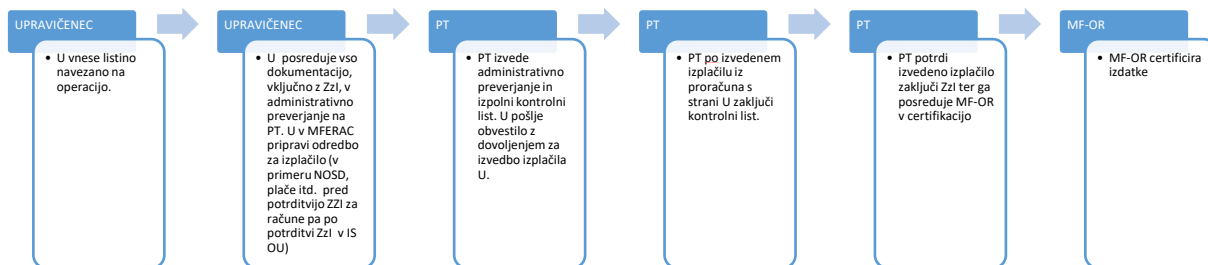 UPRAVIČENEC
• U vnese listino
navezano na
operacijo.
UPRAVIČENEC
• U posreduje vso
dokumentacijo,
vključno z ZzI, v
administrativno
preverjanje na
PT. U v MFERAC
pripravi odredbo
za izplačilo (v
primeru NOSD,
plače itd. pred
potrditvijo ZZI za
račune pa po
potrditvi ZzI v IS
OU)
PT
• PT izvede
administrativno
preverjanje in
izpolni kontrolni
list. U pošlje
obvestilo z
dovoljenjem za
izvedbo izplačila
U.
PT
• PT po izvedenem
izplačilu iz
proračuna s
strani U zaključi
kontrolni list.
PT
• PT potrdi
izvedeno izplačilo
zaključi ZzI ter ga
posreduje MF-OR
v certifikacijo
MF-OR
• MF-OR certificira
izdatke